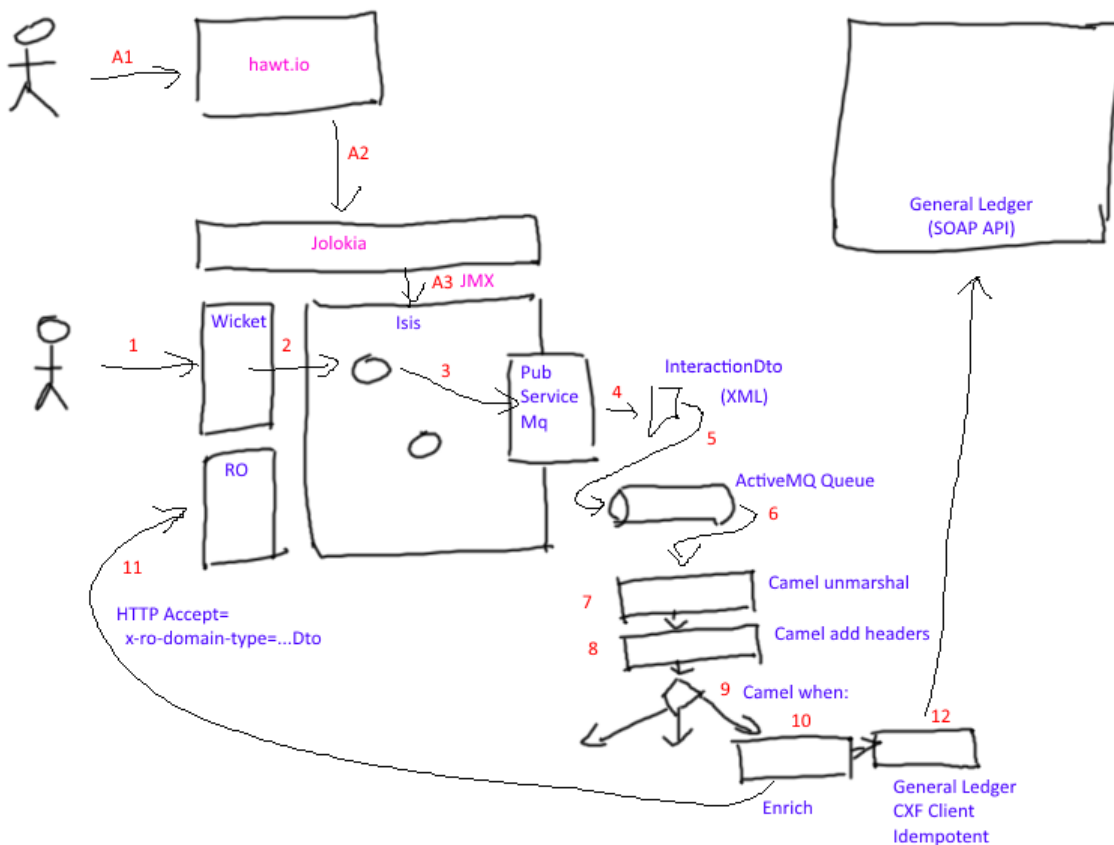 A1
hawt.io
A2
General Ledger
(SOAP API)
Jolokia
A3 JMX
Wicket
Isis
1
2
3
Pub
Service
Mq
4
InteractionDto
(XML)
5
RO
ActiveMQ Queue
6
11
HTTP Accept=
x-ro-domain-type=...Dto
7
Camel unmarshal
8
Camel add headers
9
Camel when:
10
12
Enrich
General Ledger
CXF Client
Idempotent